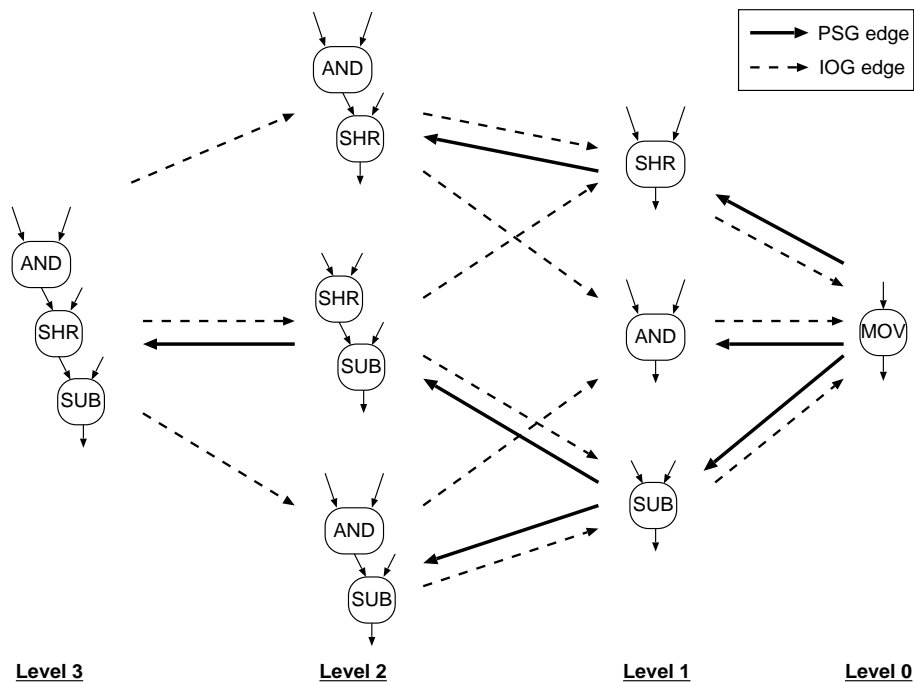 PSG edge
IOG edge
AND
SHR
SHR
AND
SHR
SUB
SHR
SUB
AND
MOV
AND
SUB
SUB
Level 3 Level 2 Level 1 Level 0